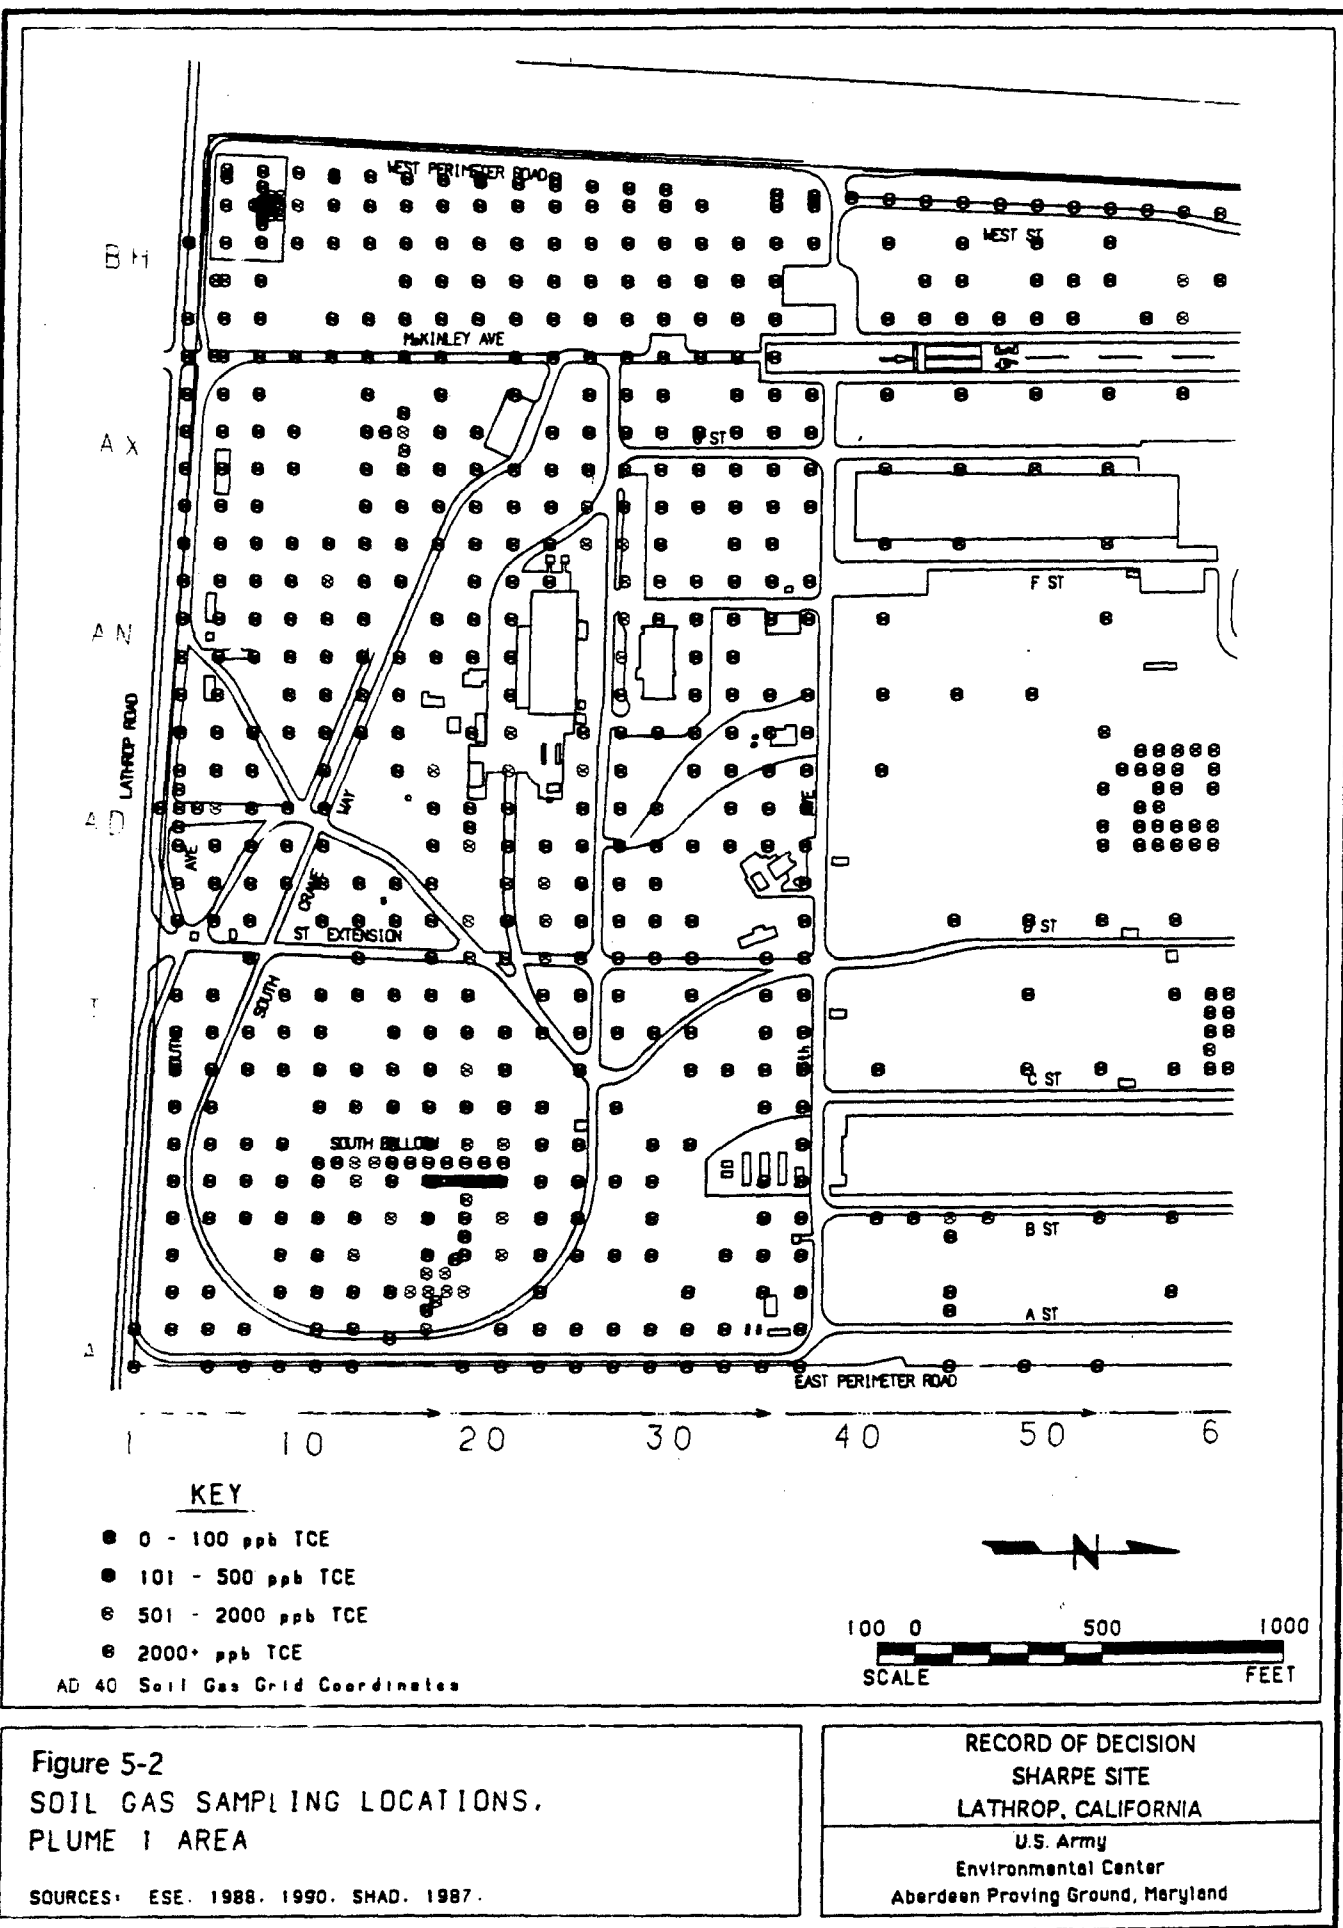 WEST PERIMETER ROAD
WEST ST
BH
McKINLEY AVE
AX
G ST
F ST
AN
LATHROP ROAD
WAY
AVE
AD
AVE
CRANE
B ST
ST EXTENSION
SOUTH
T
SOUTH
5th
C ST
SOUTH BALLOON
B ST
A ST
A
EAST PERIMETER ROAD
1 10 20 30 40 50 6
KEY
0 - 100 ppb TCE
101 - 500 ppb TCE
501 - 2000 ppb TCE
2000+ ppb TCE
AD 40 Soil Gas Grid Coordinates
N
100 0 500 1000
SCALE FEET
Figure 5-2
SOIL GAS SAMPLING LOCATIONS,
PLUME 1 AREA
SOURCES: ESE. 1988. 1990. SHAD. 1987.
RECORD OF DECISION
SHARPE SITE
LATHROP, CALIFORNIA
U.S. Army
Environmental Center
Aberdeen Proving Ground, Maryland